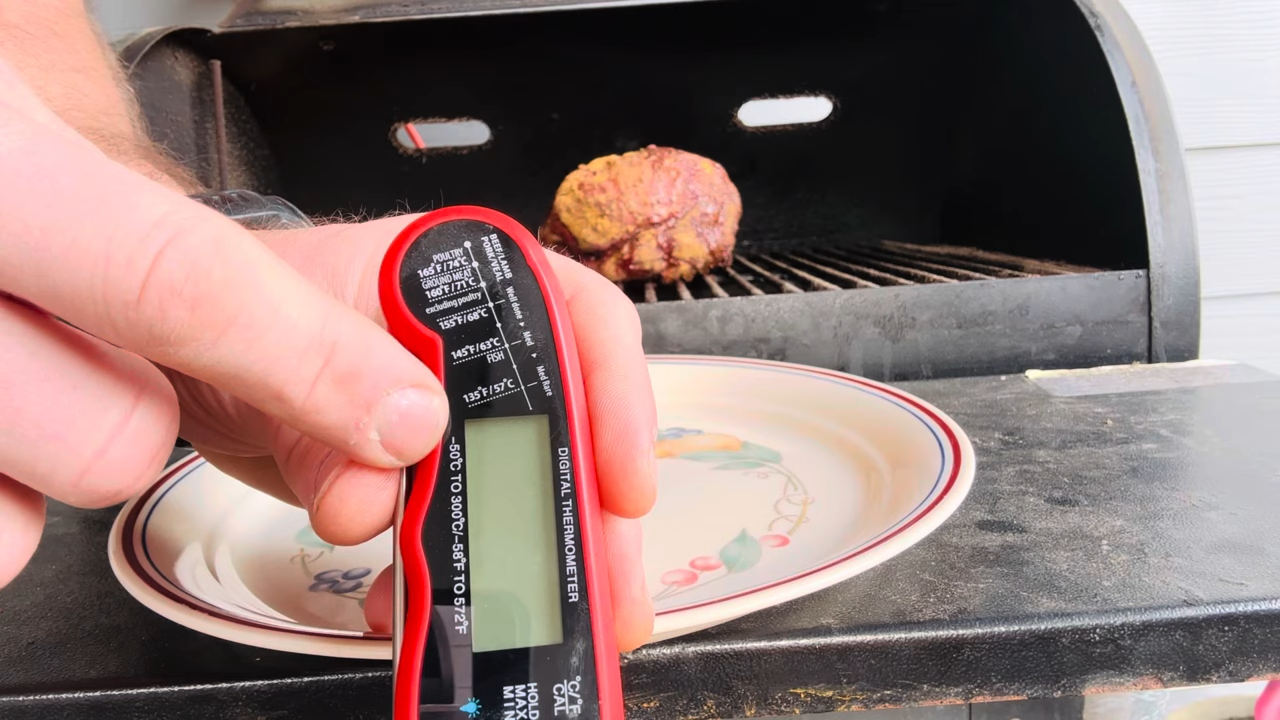 POULTRY
165°F/74°C
GROUND MEAT
160°F/71°C
excluding poultry
155°F/68°C
145°F/63°C
FISH
135°F/57°C
BEEF/LAMB
PORK/VEAL
Well done
Med
Med Rare
-50℃ TO 300℃/-58°F TO 572°F
DIGITAL THERMOMETER
°C/°F
CAL
HOLD
MAX
MIN